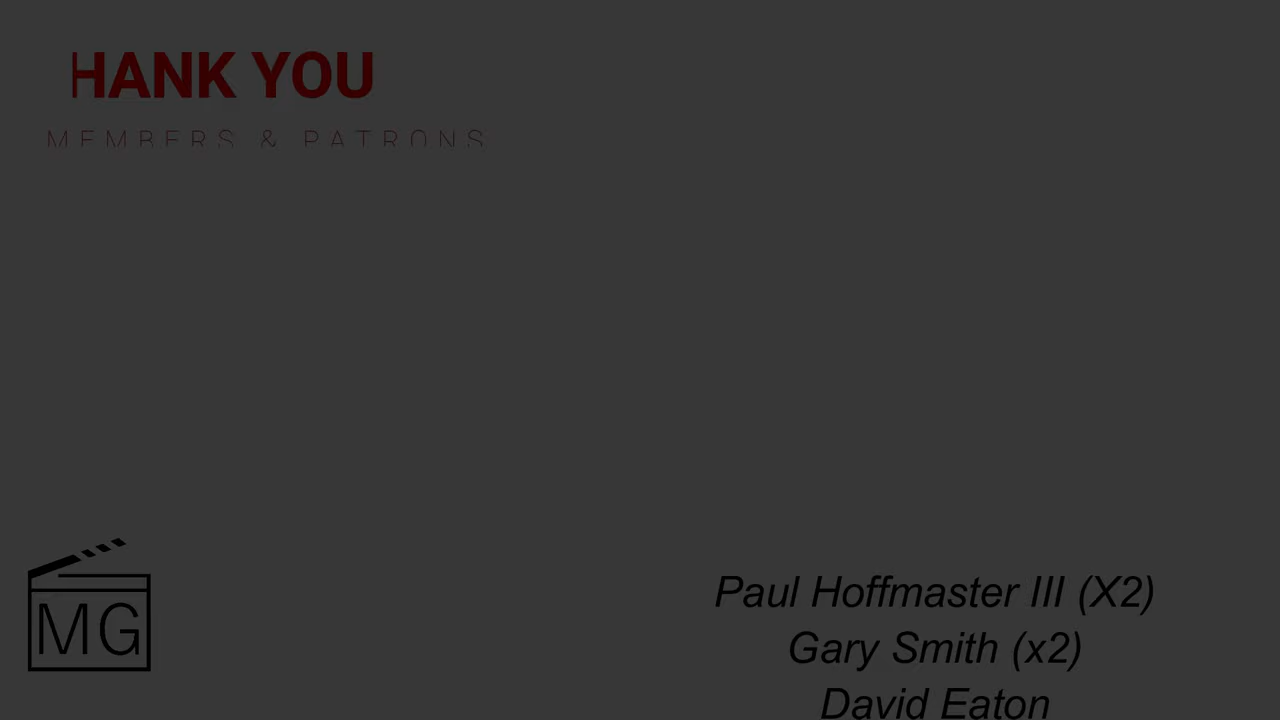 HANK YOU
MEMBERS & PATRONS
MG
Paul Hoffmaster III (X2)
Gary Smith (x2)
David Eaton